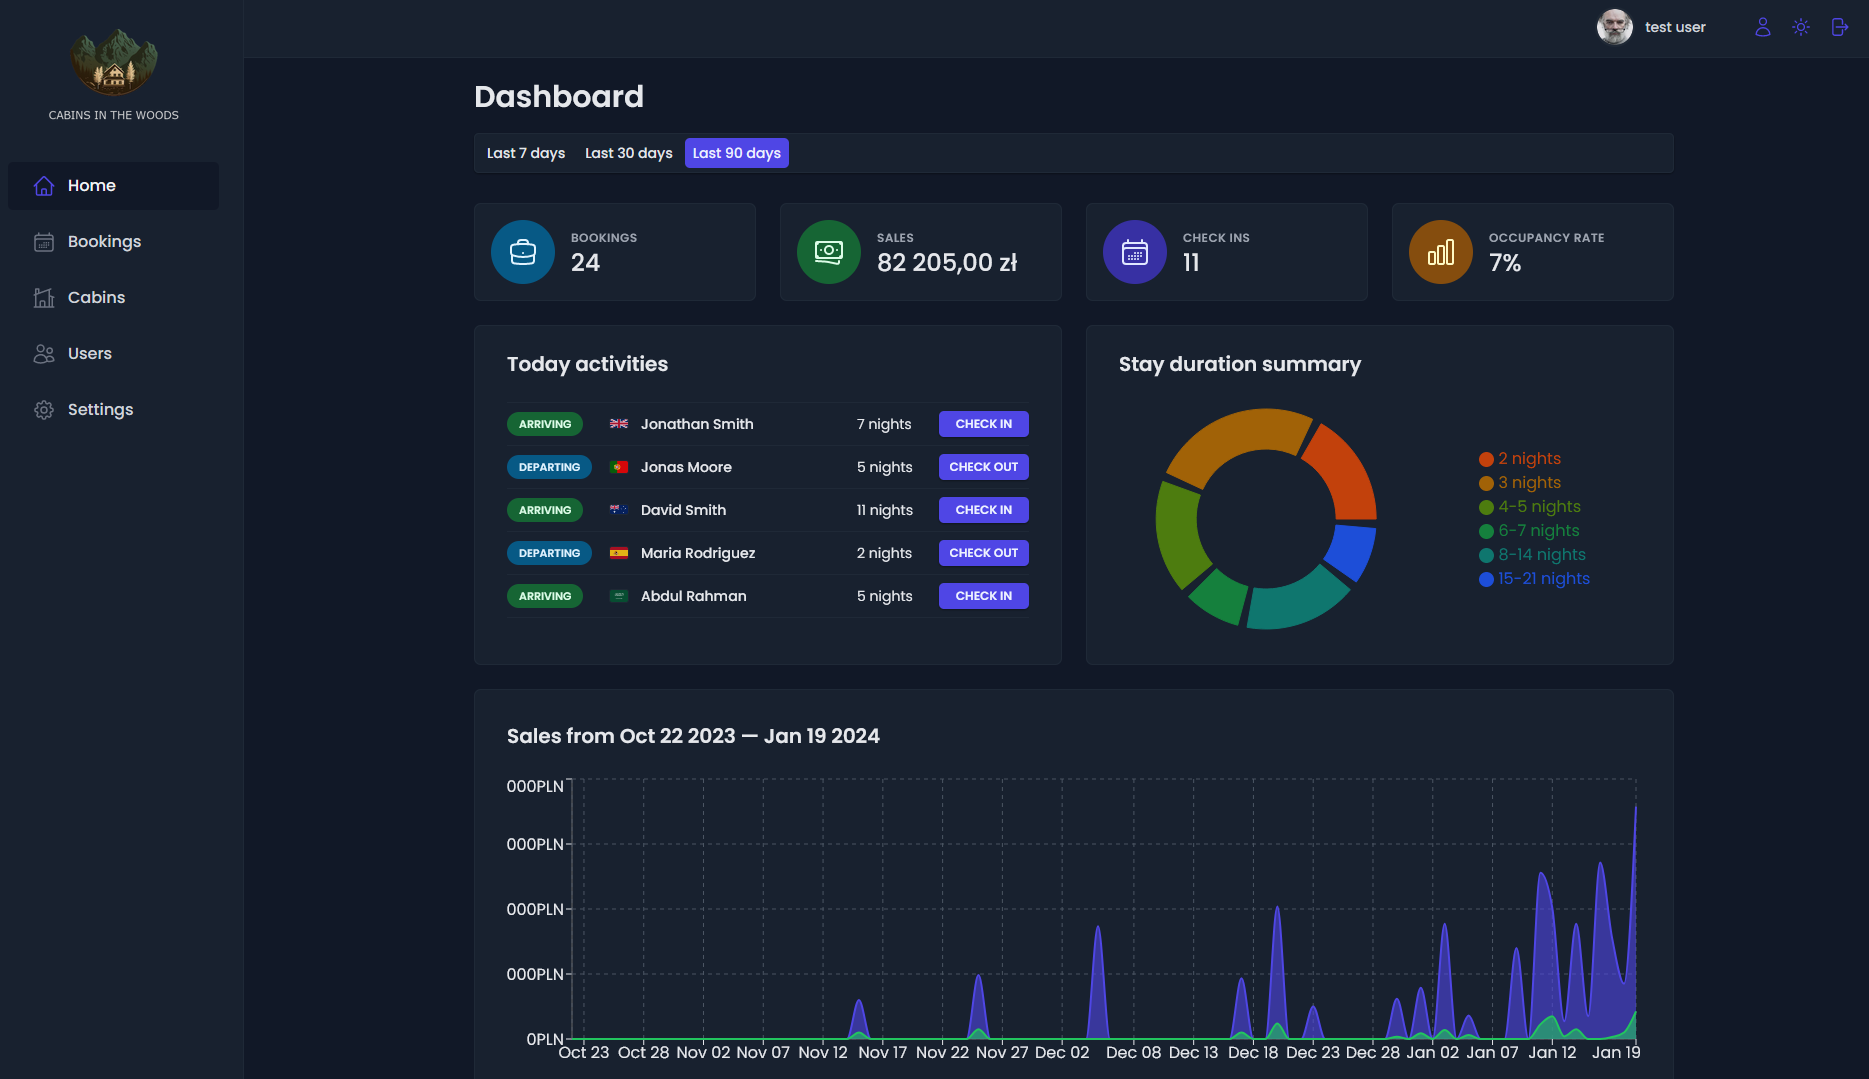 CABINS IN THE WOODS
Home
Bookings
Cabins
Users
Settings
test user
Dashboard
Last 7 days Last 30 days Last 90 days
BOOKINGS
24
SALES
82 205,00 zł
CHECK INS
11
OCCUPANCY RATE
7%
Today activities
ARRIVING Jonathan Smith 7 nights CHECK IN
DEPARTING Jonas Moore 5 nights CHECK OUT
ARRIVING David Smith 11 nights CHECK IN
DEPARTING Maria Rodriguez 2 nights CHECK OUT
ARRIVING Abdul Rahman 5 nights CHECK IN
Stay duration summary
2 nights
3 nights
4-5 nights
6-7 nights
8-14 nights
15-21 nights
Sales from Oct 22 2023 — Jan 19 2024
000PLN
000PLN
000PLN
000PLN
0PLN
Oct 23 Oct 28 Nov 02 Nov 07 Nov 12 Nov 17 Nov 22 Nov 27 Dec 02 Dec 08 Dec 13 Dec 18 Dec 23 Dec 28 Jan 02 Jan 07 Jan 12 Jan 19